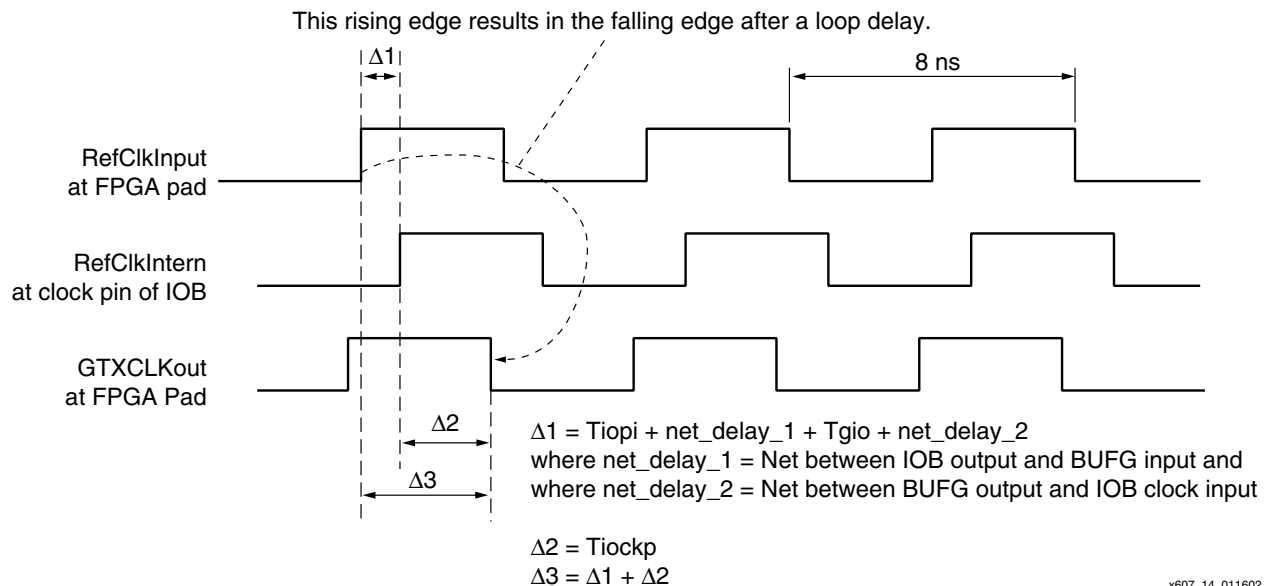 This rising edge results in the falling edge after a loop delay.
Δ1
8 ns
RefClkInput
at FPGA pad
RefClkIntern
at clock pin of IOB
GTXCLKout
at FPGA Pad
Δ2
Δ3
Δ1 = Tiopi + net_delay_1 + Tgio + net_delay_2
where net_delay_1 = Net between IOB output and BUFG input and
where net_delay_2 = Net between BUFG output and IOB clock input
Δ2 = Tiockp
Δ3 = Δ1 + Δ2
x607_14_011602